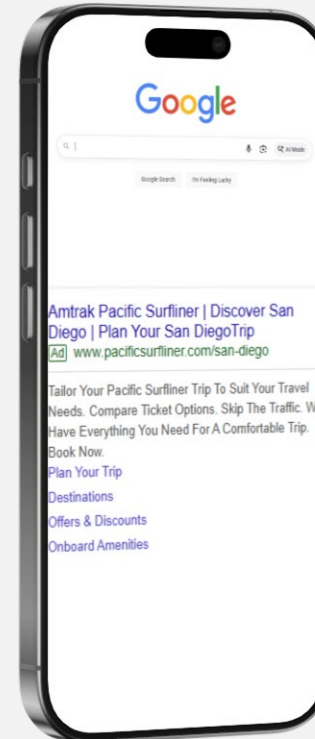 Google
AI Mode
Google Search I'm Feeling Lucky
Amtrak Pacific Surfliner | Discover San
Diego | Plan Your San DiegoTrip
Ad www.pacificsurfliner.com/san-diego
Tailor Your Pacific Surfliner Trip To Suit Your Travel
Needs. Compare Ticket Options. Skip The Traffic. W
Have Everything You Need For A Comfortable Trip.
Book Now.
Plan Your Trip
Destinations
Offers & Discounts
Onboard Amenities